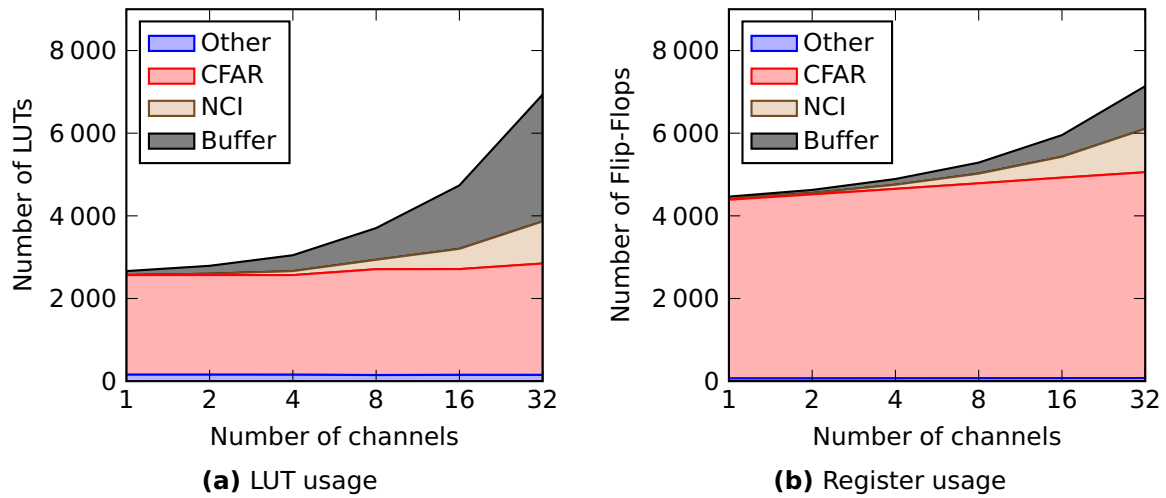 8 000
6 000
4 000
2 000
0
Number of LUTs
Other
CFAR
NCI
Buffer
1 2 4 8 16 32
Number of channels
(a) LUT usage
8 000
6 000
4 000
2 000
0
Number of Flip-Flops
Other
CFAR
NCI
Buffer
1 2 4 8 16 32
Number of channels
(b) Register usage